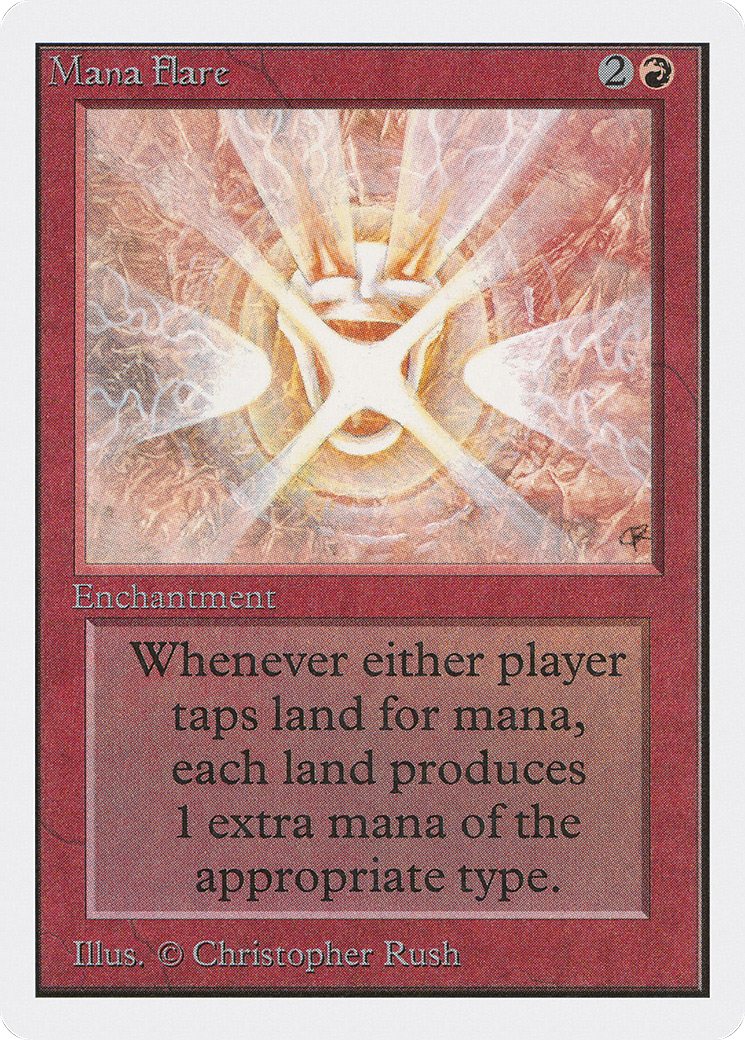 Mana Flare 2
Enchantment
Whenever either player
taps land for mana,
each land produces
1 extra mana of the
appropriate type.
Illus. © Christopher Rush